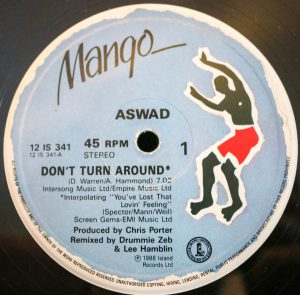 Mango
ASWAD
12 IS 341
12 IS 341-A
45 RPM
STEREO
1
DON'T TURN AROUND*
(D. Warren/A. Hammond) 7.02
Intersong Music Ltd/Empire Music Ltd
*Interpolating "You've Lost That
Lovin' Feeling"
(Spector/Mann/Weil)
Screen Gems-EMI Music Ltd
Produced by Chris Porter
Remixed by Drummie Zeb
& Lee Hamblin
℗ 1988 Island
Records Ltd